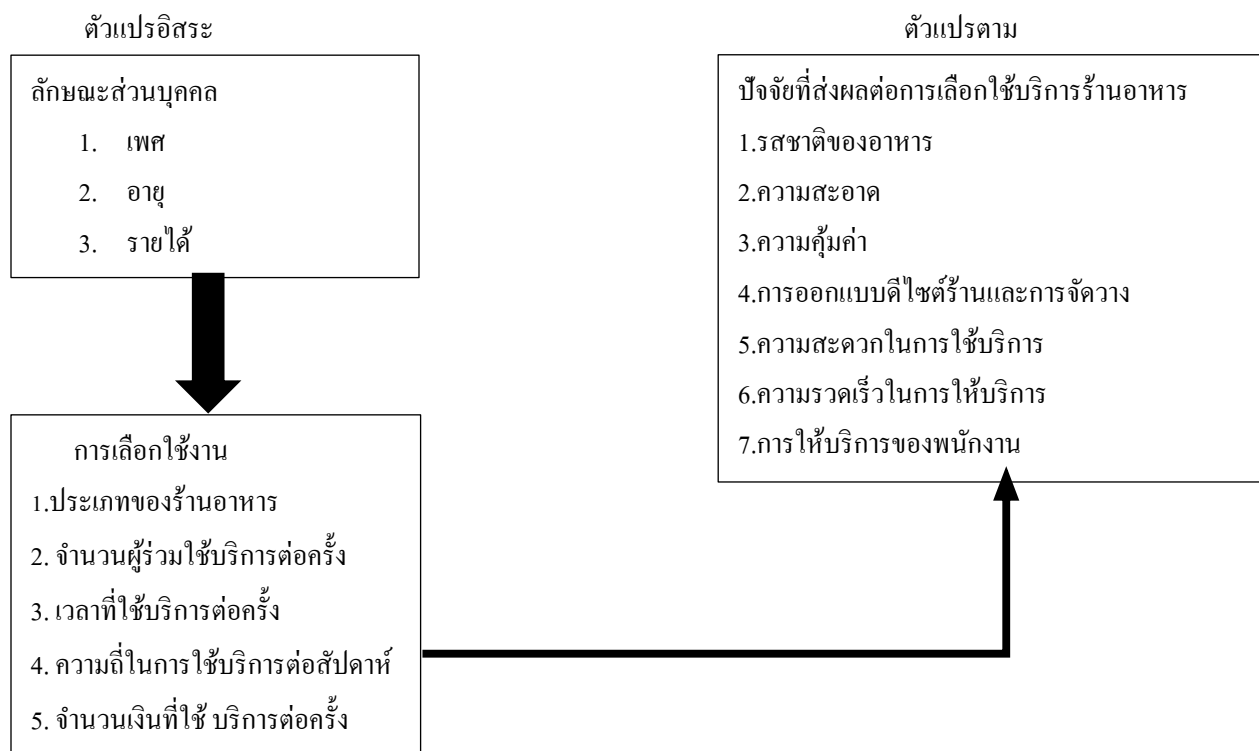 ตัวแปรอิสระ
ลักษณะส่วนบุคคล
1. เพศ
2. อายุ
3. รายได้
การเลือกใช้งาน
1.ประเภทของร้านอาหาร
2. จำนวนผู้ร่วมใช้บริการต่อครั้ง
3. เวลาที่ใช้บริการต่อครั้ง
4. ความถี่ในการใช้บริการต่อสัปดาห์
5. จำนวนเงินที่ใช้ บริการต่อครั้ง
ตัวแปรตาม
ปัจจัยที่ส่งผลต่อการเลือกใช้บริการร้านอาหาร
1.รสชาติของอาหาร
2.ความสะอาด
3.ความคุ้มค่า
4.การออกแบบดีไซต์ร้านและการจัดวาง
5.ความสะดวกในการใช้บริการ
6.ความรวดเร็วในการให้บริการ
7.การให้บริการของพนักงาน